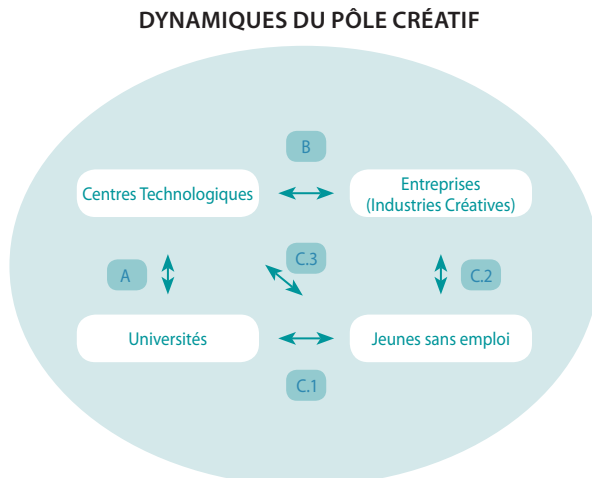 DYNAMIQUES DU PÔLE CRÉATIF
B
Centres Technologiques
Entreprises
(Industries Créatives)
A
C.3
C.2
Universités
Jeunes sans emploi
C.1